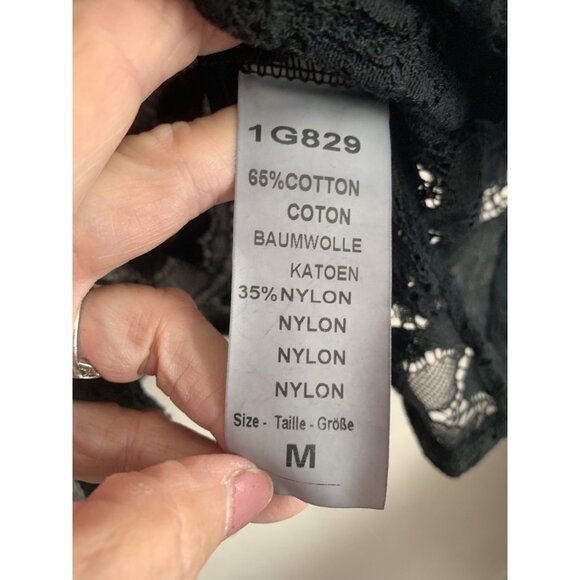 1G829
65%COTTON
COTON
BAUMWOLLE
KATOEN
35%NYLON
NYLON
NYLON
NYLON
Size - Taille - Größe
M